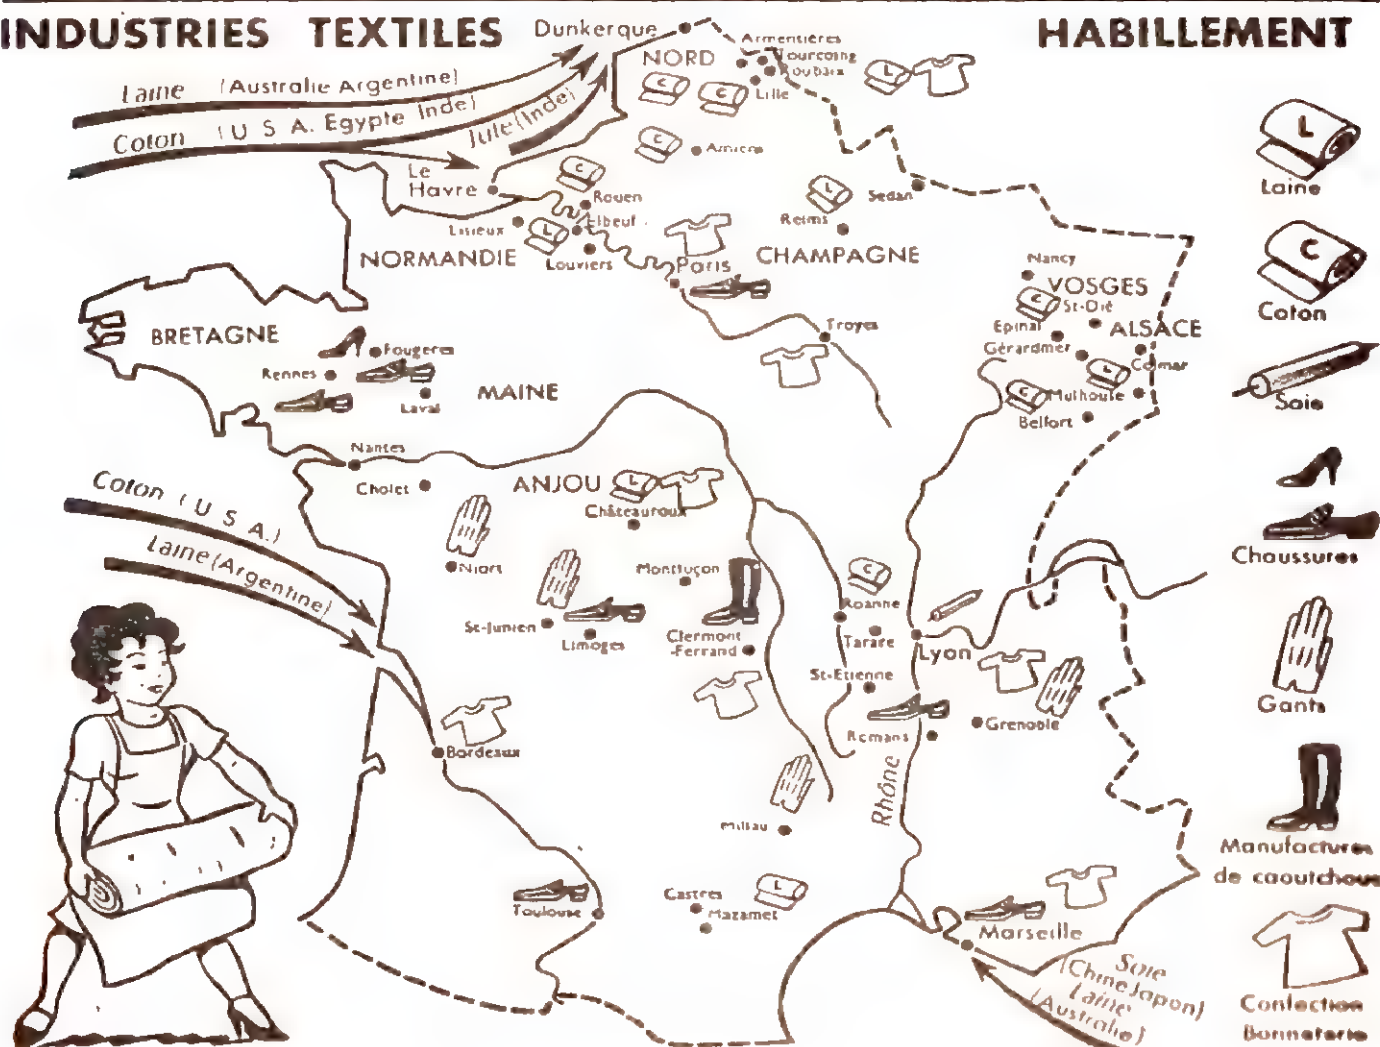 INDUSTRIES TEXTILES
HABILLEMENT
Dunkerque
Armentières
Tourcoing
Roubaix
NORD
Lille
L
Laine (Australie Argentine)
C
C
Coton (U S A. Egypte Inde)
Jute (Inde)
L
Laine
C
Amiens
Le
Havre
C
Rouen
L
Sedan
Reims
Elbeuf
Lisieux
L
Louviers
NORMANDIE
Paris
CHAMPAGNE
C
Coton
Nancy
VOSGES
C
St-Dié
Epinal
ALSACE
Gérardmer
Colmar
C
C
Mulhouse
Belfort
Troyes
BRETAGNE
Fougeres
Rennes
Laval
MAINE
Soie
Nantes
Cholet
ANJOU
L
Châteauroux
Chaussures
Coton (U S A.)
Laine (Argentine)
Niort
Montluçon
C
Roanne
St-Junien
Limoges
Clermont
-Ferrand
Tarare
Lyon
St-Etienne
Grenoble
Romans
Gants
Bordeaux
Rhône
Millau
Manufactures
de caoutchouc
Castres
L
Mazamet
Toulouse
Marseille
Soie
(Chine Japon)
Laine
(Australie)
Confection
Bonneterie